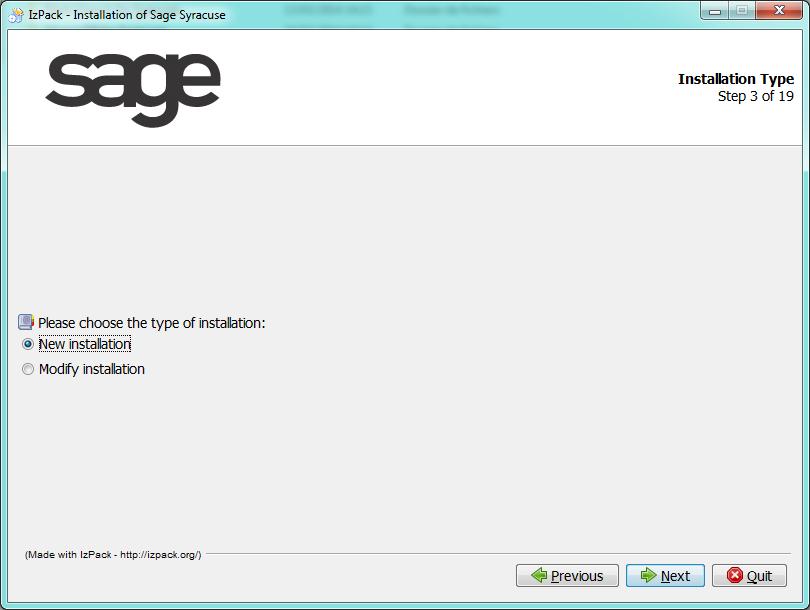 IzPack - Installation of Sage Syracuse
sage
Installation Type
Step 3 of 19
Please choose the type of installation:
New installation
Modify installation
(Made with IzPack - http://izpack.org/)
Previous
Next
Quit